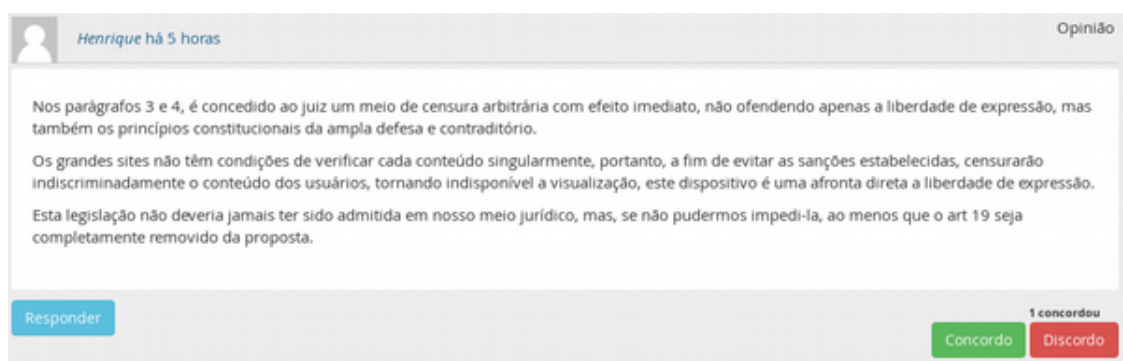 Henrique há 5 horas
Opinião
Nos parágrafos 3 e 4, é concedido ao juiz um meio de censura arbitrária com efeito imediato, não ofendendo apenas a liberdade de expressão, mas
também os princípios constitucionais da ampla defesa e contraditório.
Os grandes sites não têm condições de verificar cada conteúdo singularmente, portanto, a fim de evitar as sanções estabelecidas, censurarão
indiscriminadamente o conteúdo dos usuários, tornando indisponível a visualização, este dispositivo é uma afronta direta a liberdade de expressão.
Esta legislação não deveria jamais ter sido admitida em nosso meio jurídico, mas, se não pudermos impedi-la, ao menos que o art 19 seja
completamente removido da proposta.
Responder
1 concordou
Concordo Discordo